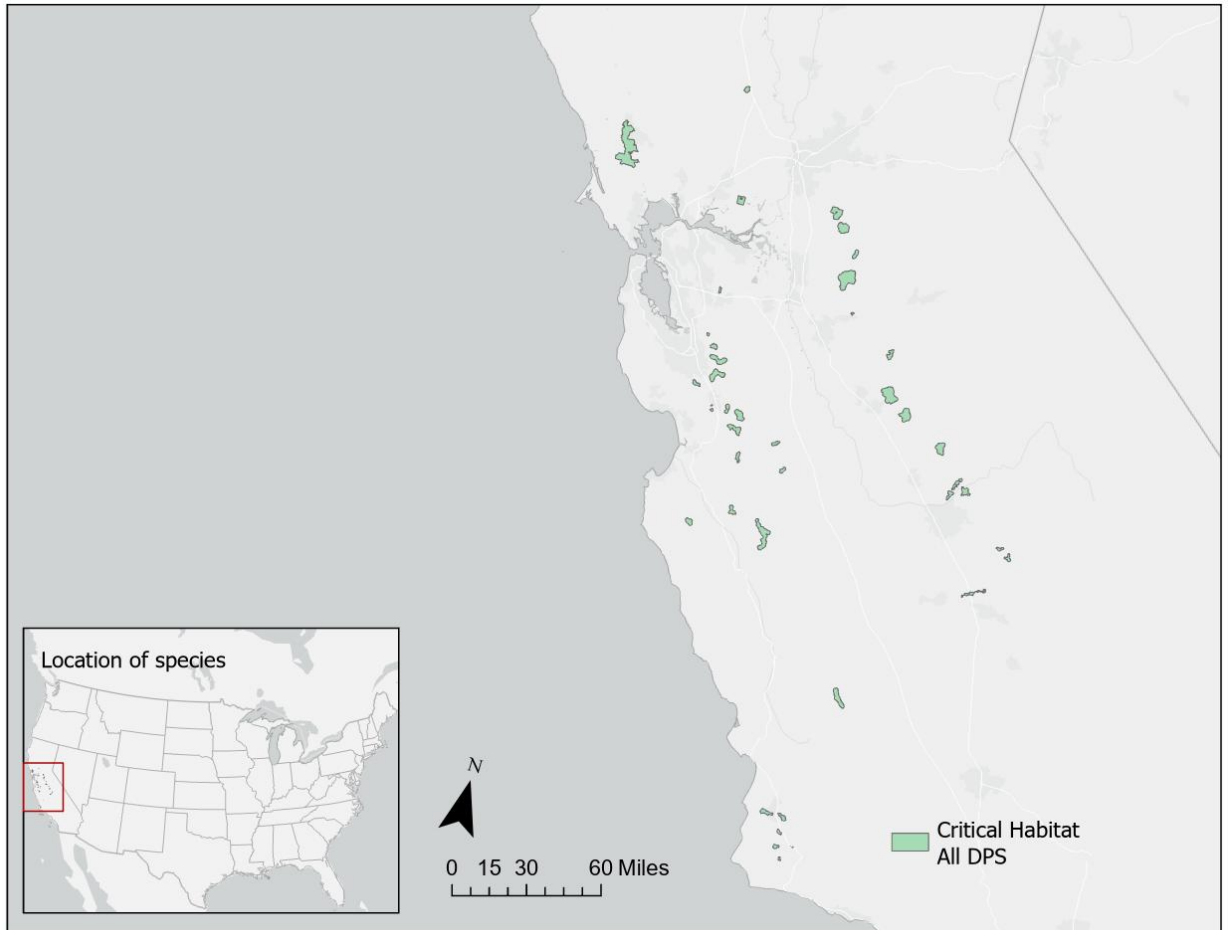 Location of species
N
0 15 30 60 Miles
Critical Habitat
All DPS